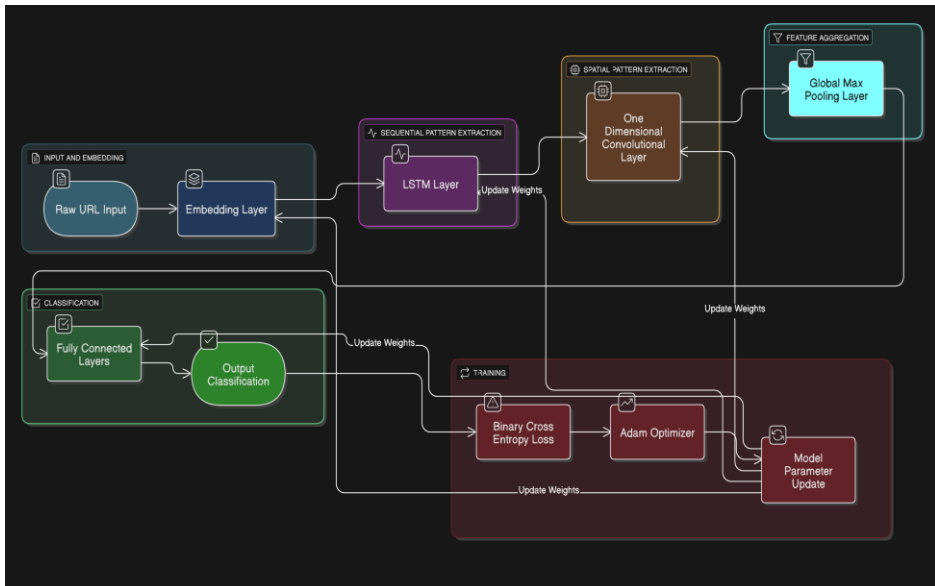 FEATURE AGGREGATION
Global Max
Pooling Layer
SPATIAL PATTERN EXTRACTION
One
Dimensional
Convolutional
Layer
SEQUENTIAL PATTERN EXTRACTION
LSTM Layer
Update Weights
INPUT AND EMBEDDING
Raw URL Input
Embedding Layer
CLASSIFICATION
Fully Connected
Layers
Output
Classification
Update Weights
Update Weights
TRAINING
Binary Cross
Entropy Loss
Adam Optimizer
Model
Parameter
Update
Update Weights